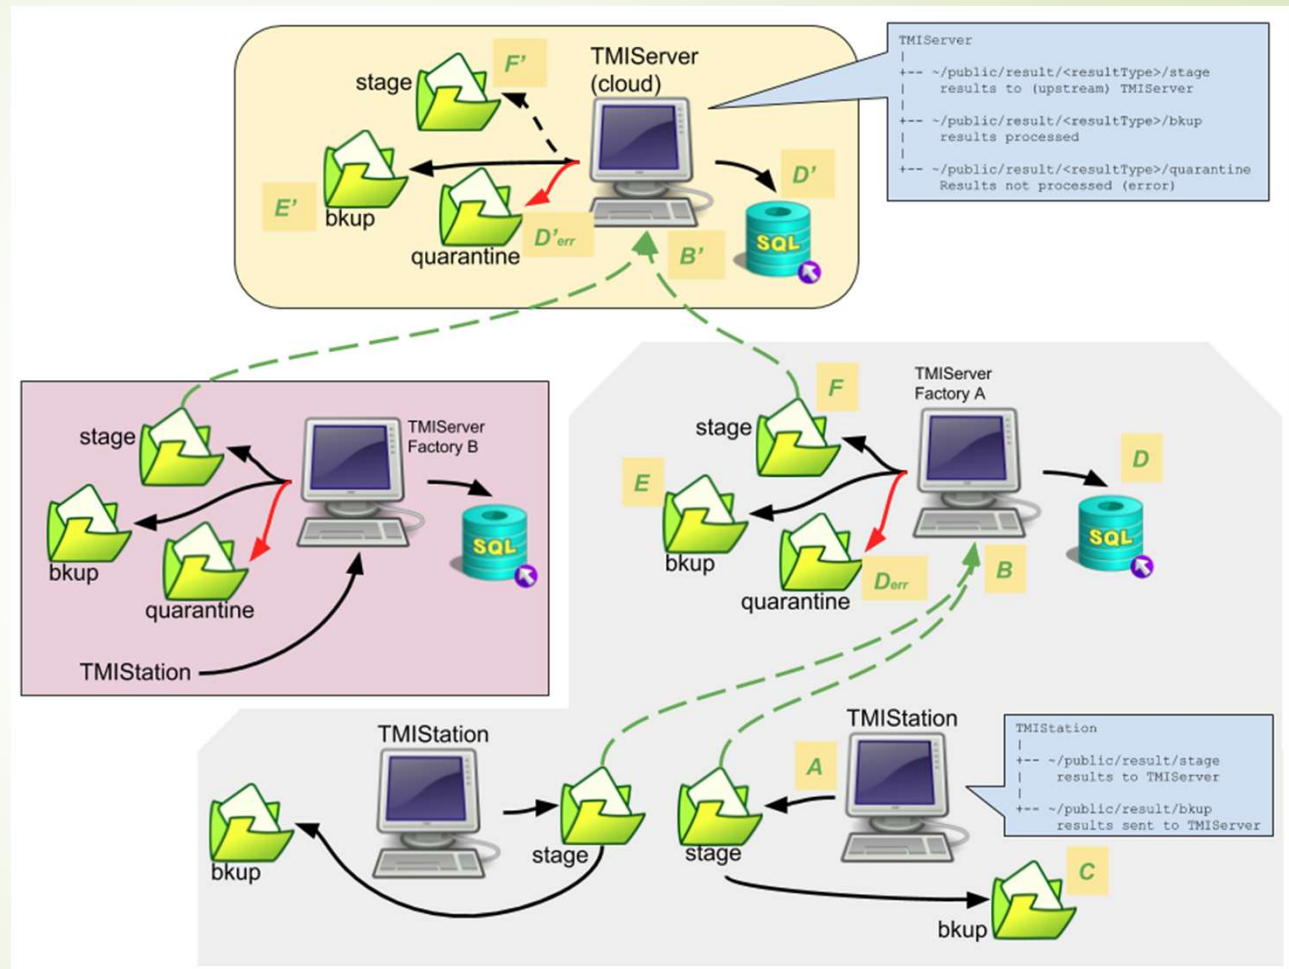 TMIServer
(cloud)
stage
F'
bkup
E'
quarantine
D'err
B'
D'
SQL
TMIServer
|
+-- ~/public/result/<resultType>/stage
|    results to (upstream) TMIServer
|
+-- ~/public/result/<resultType>/bkup
|    results processed
|
+-- ~/public/result/<resultType>/quarantine
     Results not processed (error)
TMIServer
Factory B
stage
bkup
quarantine
SQL
TMIStation
TMIServer
Factory A
F
stage
E
bkup
quarantine
Derr
B
D
SQL
TMIStation
stage
bkup
TMIStation
A
stage
C
bkup
TMIStation
|
+-- ~/public/result/stage
|    results to TMIServer
|
+-- ~/public/result/bkup
     results sent to TMIServer